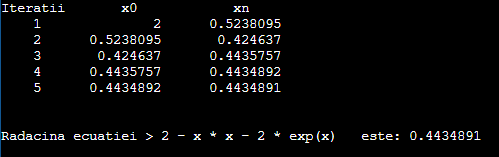 Iteratii x0 xn
1 2 0.5238095
2 0.5238095 0.424637
3 0.424637 0.4435757
4 0.4435757 0.4434892
5 0.4434892 0.4434891
Radacina ecuatiei > 2 - x * x - 2 * exp(x) este: 0.4434891